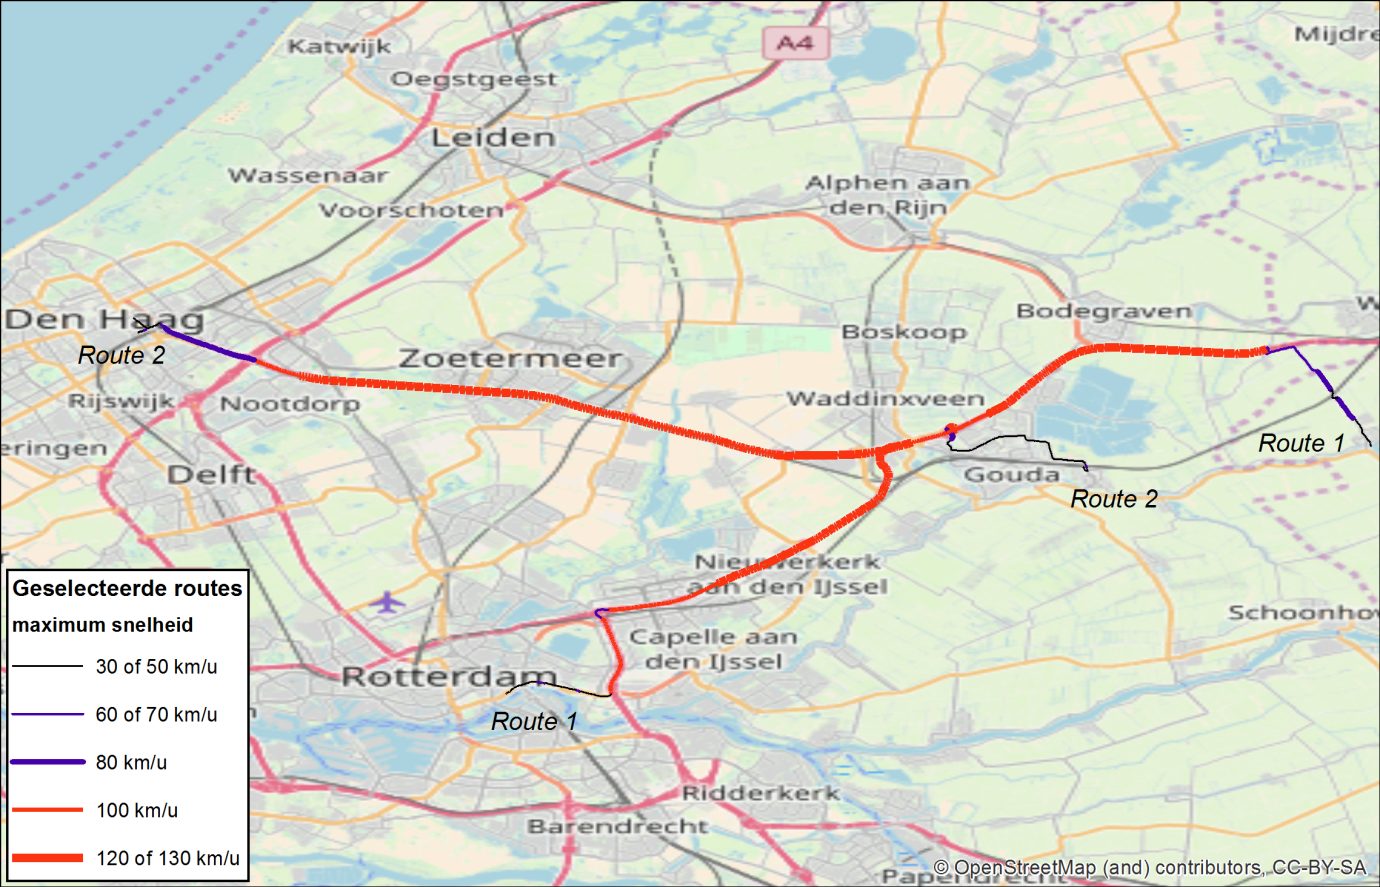 Katwijk
Oegstgeest
A4
Mijdre
Leiden
Wassenaar
Voorschoten
Alphen aan
den Rijn
Den Haag
Route 2
Bodegraven
W
Boskoop
Zoetermeer
Rijswijk
Nootdorp
Waddinxveen
eringen
Delft
Gouda
Route 1
Route 2
Nieuwerkerk
aan den IJssel
Schoonhov
Capelle aan
den IJssel
Rotterdam
Route 1
Ridderkerk
Barendrecht
Papendrecht
Geselecteerde routes
maximum snelheid
30 of 50 km/u
60 of 70 km/u
80 km/u
100 km/u
120 of 130 km/u
© OpenStreetMap (and) contributors, CC-BY-SA